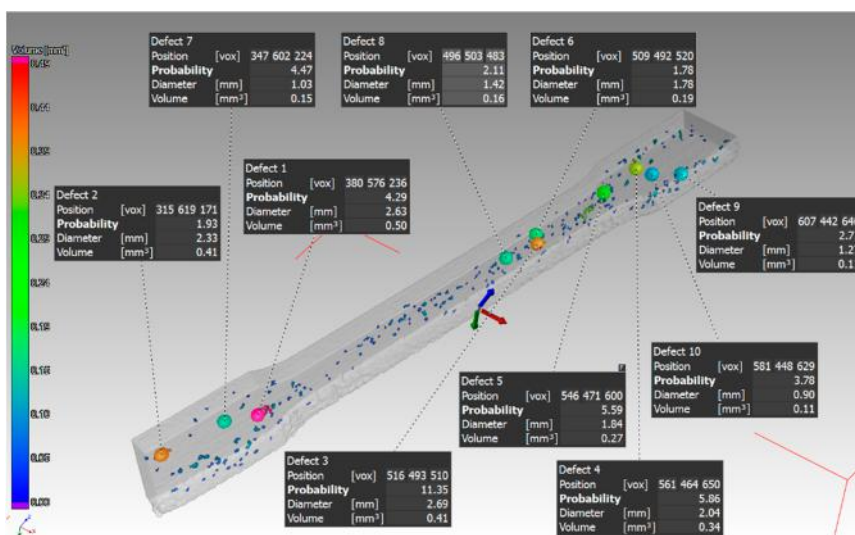 Defect 7
Position [vox] 347 602 224
Probability 4.47
Diameter [mm] 1.03
Volume [mm³] 0.15
Defect 8
Position [vox] 496 503 483
Probability 2.11
Diameter [mm] 1.42
Volume [mm³] 0.16
Defect 6
Position [vox] 509 492 520
Probability 1.78
Diameter [mm] 1.78
Volume [mm³] 0.19
Defect 1
Position [vox] 380 576 236
Probability 4.29
Diameter [mm] 2.63
Volume [mm³] 0.50
Defect 2
Position [vox] 315 619 171
Probability 1.93
Diameter [mm] 2.33
Volume [mm³] 0.41
Defect 9
Position [vox] 607 442 64
Probability 2.7
Diameter [mm] 1.2
Volume [mm³] 0.1
Defect 10
Position [vox] 581 448 629
Probability 3.78
Diameter [mm] 0.90
Volume [mm³] 0.11
Defect 5
Position [vox] 546 471 600
Probability 5.59
Diameter [mm] 1.84
Volume [mm³] 0.27
Defect 3
Position [vox] 516 493 510
Probability 11.35
Diameter [mm] 2.69
Volume [mm³] 0.41
Defect 4
Position [vox] 561 464 650
Probability 5.86
Diameter [mm] 2.04
Volume [mm³] 0.34